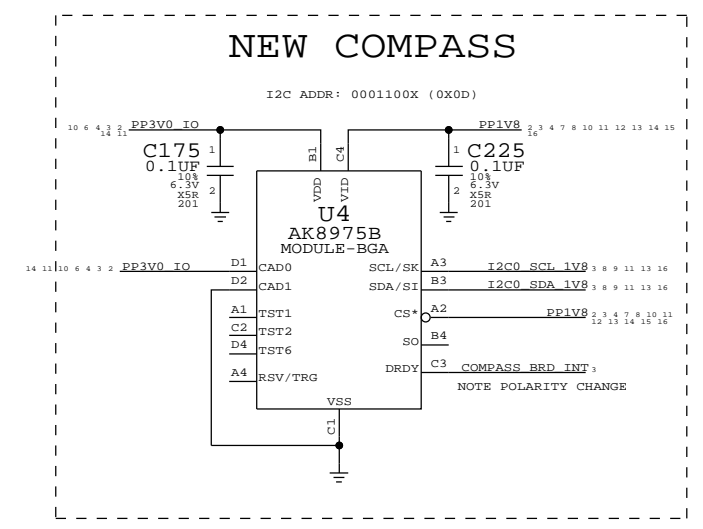 NEW COMPASS
I2C ADDR: 0001100X (0X0D)
10 6 4 3 2 PP3V0_IO
14 11
PP1V8 2 3 4 7 8 10 11 12 13 14 15
16
C175 1
0.1UF
10%
6.3V
X5R
201
2
B1
C4
1 C225
0.1UF
10%
6.3V
X5R
201
2
VDD
VID
U4
AK8975B
MODULE-BGA
14 11 10 6 4 3 2 PP3V0_IO D1 CAD0
D2 CAD1
A1 TST1
C2 TST2
D4 TST6
A4 RSV/TRG
SCL/SK A3 I2C0_SCL_1V8 3 8 9 11 13 16
SDA/SI B3 I2C0_SDA_1V8 3 8 9 11 13 16
CS* A2 PP1V8 2 3 4 7 8 10 11
12 13 14 15 16
SO B4
DRDY C3 COMPASS_BRD_INT 3
NOTE POLARITY CHANGE
VSS
C1